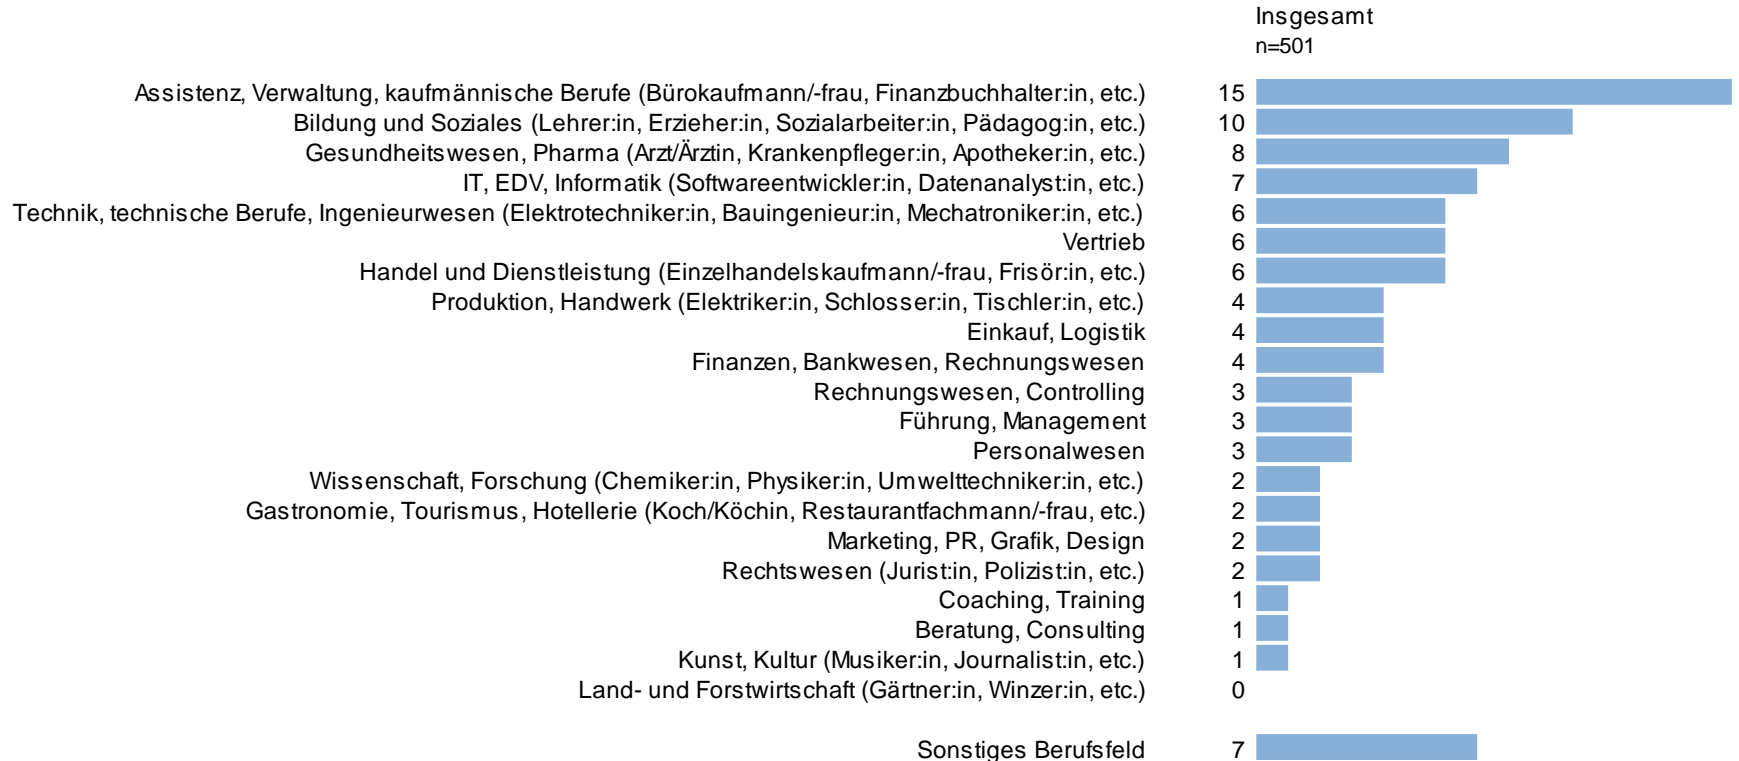 Insgesamt
n=501
Assistenz, Verwaltung, kaufmännische Berufe (Bürokaufmann/-frau, Finanzbuchhalter:in, etc.) 15
Bildung und Soziales (Lehrer:in, Erzieher:in, Sozialarbeiter:in, Pädagog:in, etc.) 10
Gesundheitswesen, Pharma (Arzt/Ärztin, Krankenpfleger:in, Apotheker:in, etc.) 8
IT, EDV, Informatik (Softwareentwickler:in, Datenanalyst:in, etc.) 7
Technik, technische Berufe, Ingenieurwesen (Elektrotechniker:in, Bauingenieur:in, Mechatroniker:in, etc.) 6
Vertrieb 6
Handel und Dienstleistung (Einzelhandelskaufmann/-frau, Frisör:in, etc.) 6
Produktion, Handwerk (Elektriker:in, Schlosser:in, Tischler:in, etc.) 4
Einkauf, Logistik 4
Finanzen, Bankwesen, Rechnungswesen 4
Rechnungswesen, Controlling 3
Führung, Management 3
Personalwesen 3
Wissenschaft, Forschung (Chemiker:in, Physiker:in, Umwelttechniker:in, etc.) 2
Gastronomie, Tourismus, Hotellerie (Koch/Köchin, Restaurantfachmann/-frau, etc.) 2
Marketing, PR, Grafik, Design 2
Rechtswesen (Jurist:in, Polizist:in, etc.) 2
Coaching, Training 1
Beratung, Consulting 1
Kunst, Kultur (Musiker:in, Journalist:in, etc.) 1
Land- und Forstwirtschaft (Gärtner:in, Winzer:in, etc.) 0
Sonstiges Berufsfeld 7